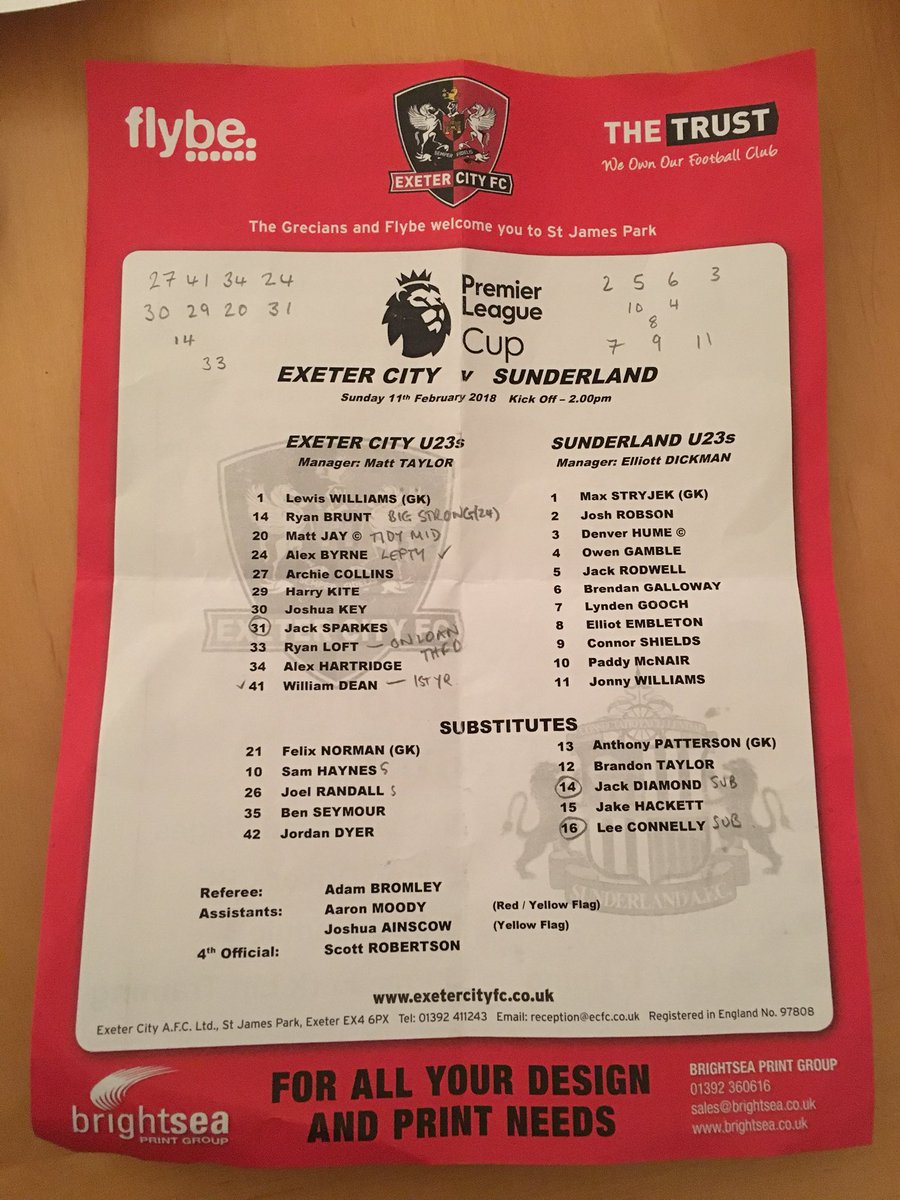 flybe.
THE TRUST
We Own Our Football Club
SEMPER FIDELIS
EXETER CITY FC
The Grecians and Flybe welcome you to St James Park
27 41 34 24
30 29 20 31
14
33
Premier
League
Cup
2 5 6 3
10 4
8
7 9 11
EXETER CITY v SUNDERLAND
Sunday 11th February 2018 Kick Off – 2.00pm
EXETER CITY U23s
Manager: Matt TAYLOR
1 Lewis WILLIAMS (GK)
14 Ryan BRUNT BIG STRONG (24)
20 Matt JAY © TIDY MID
24 Alex BYRNE LEFTY ✓
27 Archie COLLINS
29 Harry KITE
30 Joshua KEY
31 Jack SPARKES
33 Ryan LOFT – ON LOAN
THFC
34 Alex HARTRIDGE
✓ 41 William DEAN – 1ST YR
SUNDERLAND U23s
Manager: Elliott DICKMAN
1 Max STRYJEK (GK)
2 Josh ROBSON
3 Denver HUME ©
4 Owen GAMBLE
5 Jack RODWELL
6 Brendan GALLOWAY
7 Lynden GOOCH
8 Elliot EMBLETON
9 Connor SHIELDS
10 Paddy McNAIR
11 Jonny WILLIAMS
SUBSTITUTES
21 Felix NORMAN (GK)
10 Sam HAYNES S
26 Joel RANDALL S
35 Ben SEYMOUR
42 Jordan DYER
13 Anthony PATTERSON (GK)
12 Brandon TAYLOR
14 Jack DIAMOND SUB
15 Jake HACKETT
16 Lee CONNELLY SUB
EXETER CITY FC
SUNDERLAND A.F.C.
Referee: Adam BROMLEY
Assistants: Aaron MOODY (Red / Yellow Flag)
Joshua AINSCOW (Yellow Flag)
4th Official: Scott ROBERTSON
www.exetercityfc.co.uk
Exeter City A.F.C. Ltd., St James Park, Exeter EX4 6PX Tel: 01392 411243 Email: reception@ecfc.co.uk Registered in England No. 97808
brightsea
PRINT GROUP
FOR ALL YOUR DESIGN
AND PRINT NEEDS
BRIGHTSEA PRINT GROUP
01392 360616
sales@brightsea.co.uk
www.brightsea.co.uk